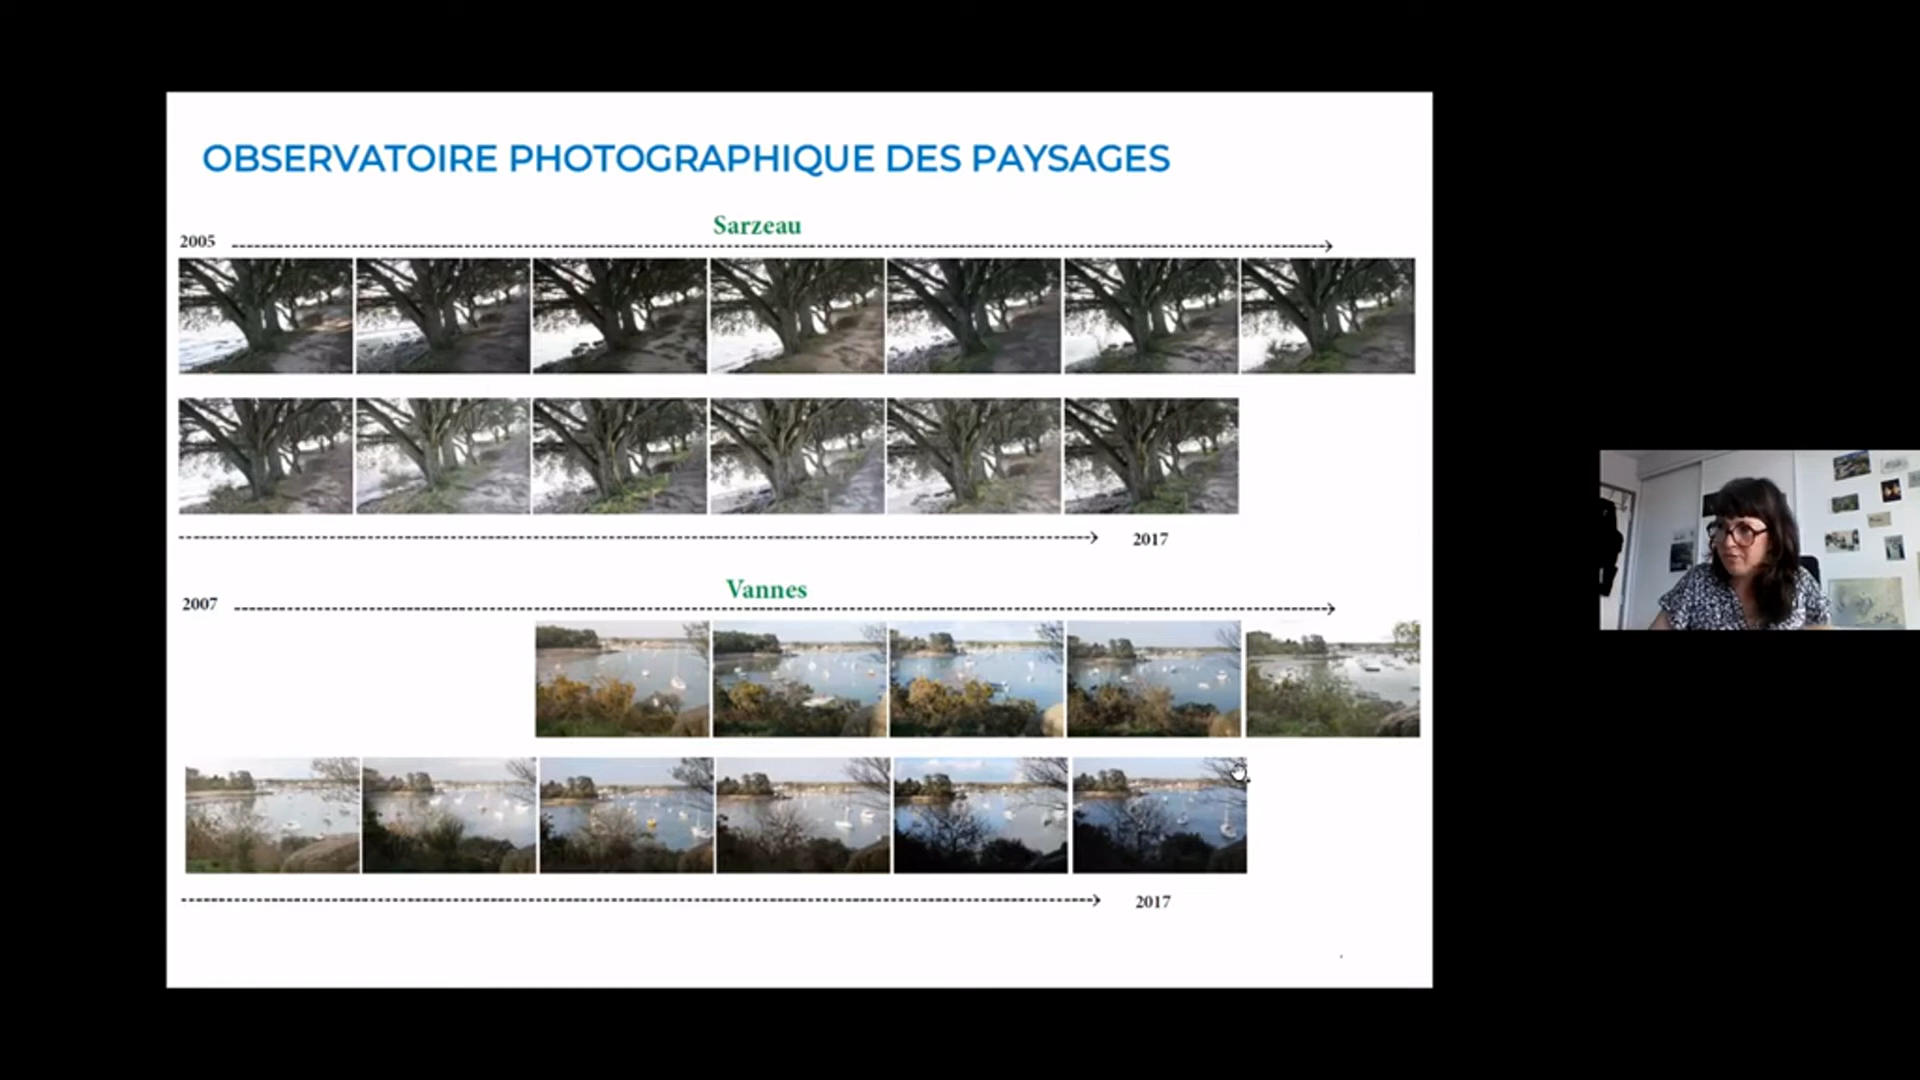 OBSERVATOIRE PHOTOGRAPHIQUE DES PAYSAGES
Sarzeau
2005
2017
Vannes
2007
2017